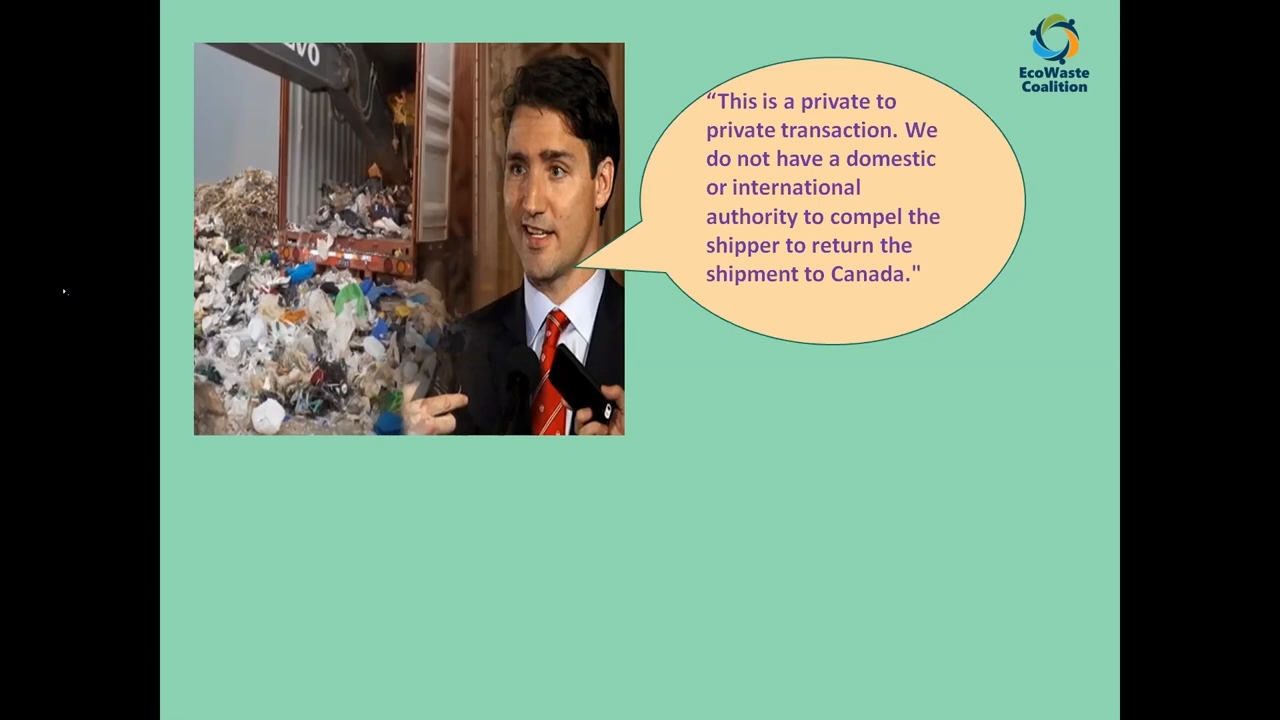 EcoWaste
Coalition
“This is a private to
private transaction. We
do not have a domestic
or international
authority to compel the
shipper to return the
shipment to Canada."